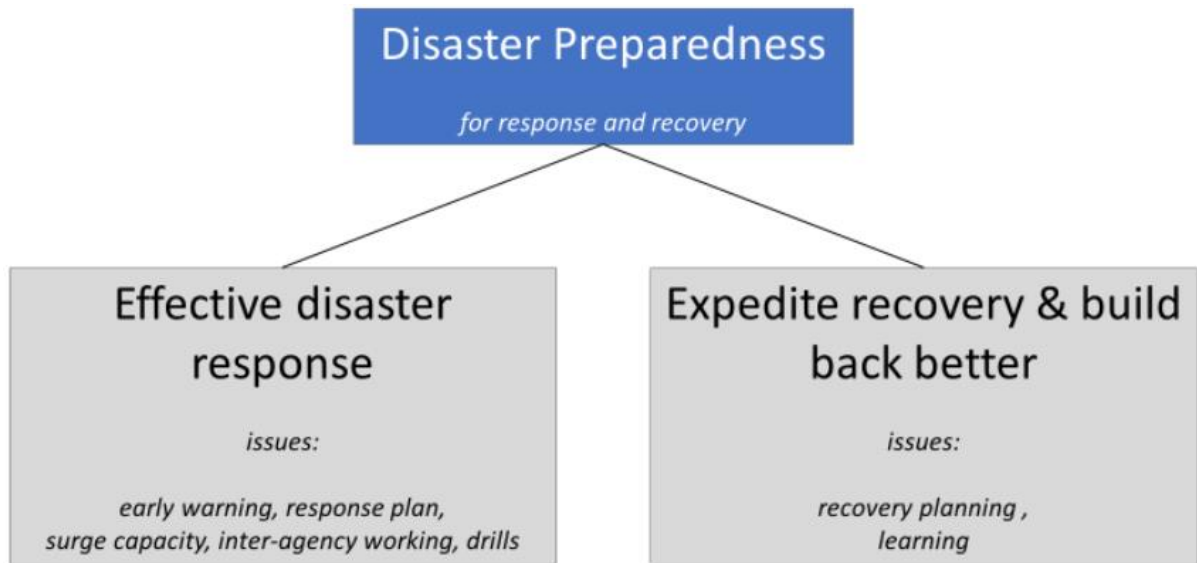 Disaster Preparedness
for response and recovery
Effective disaster
response
issues:
early warning, response plan,
surge capacity, inter-agency working, drills
Expedite recovery & build
back better
issues:
recovery planning ,
learning